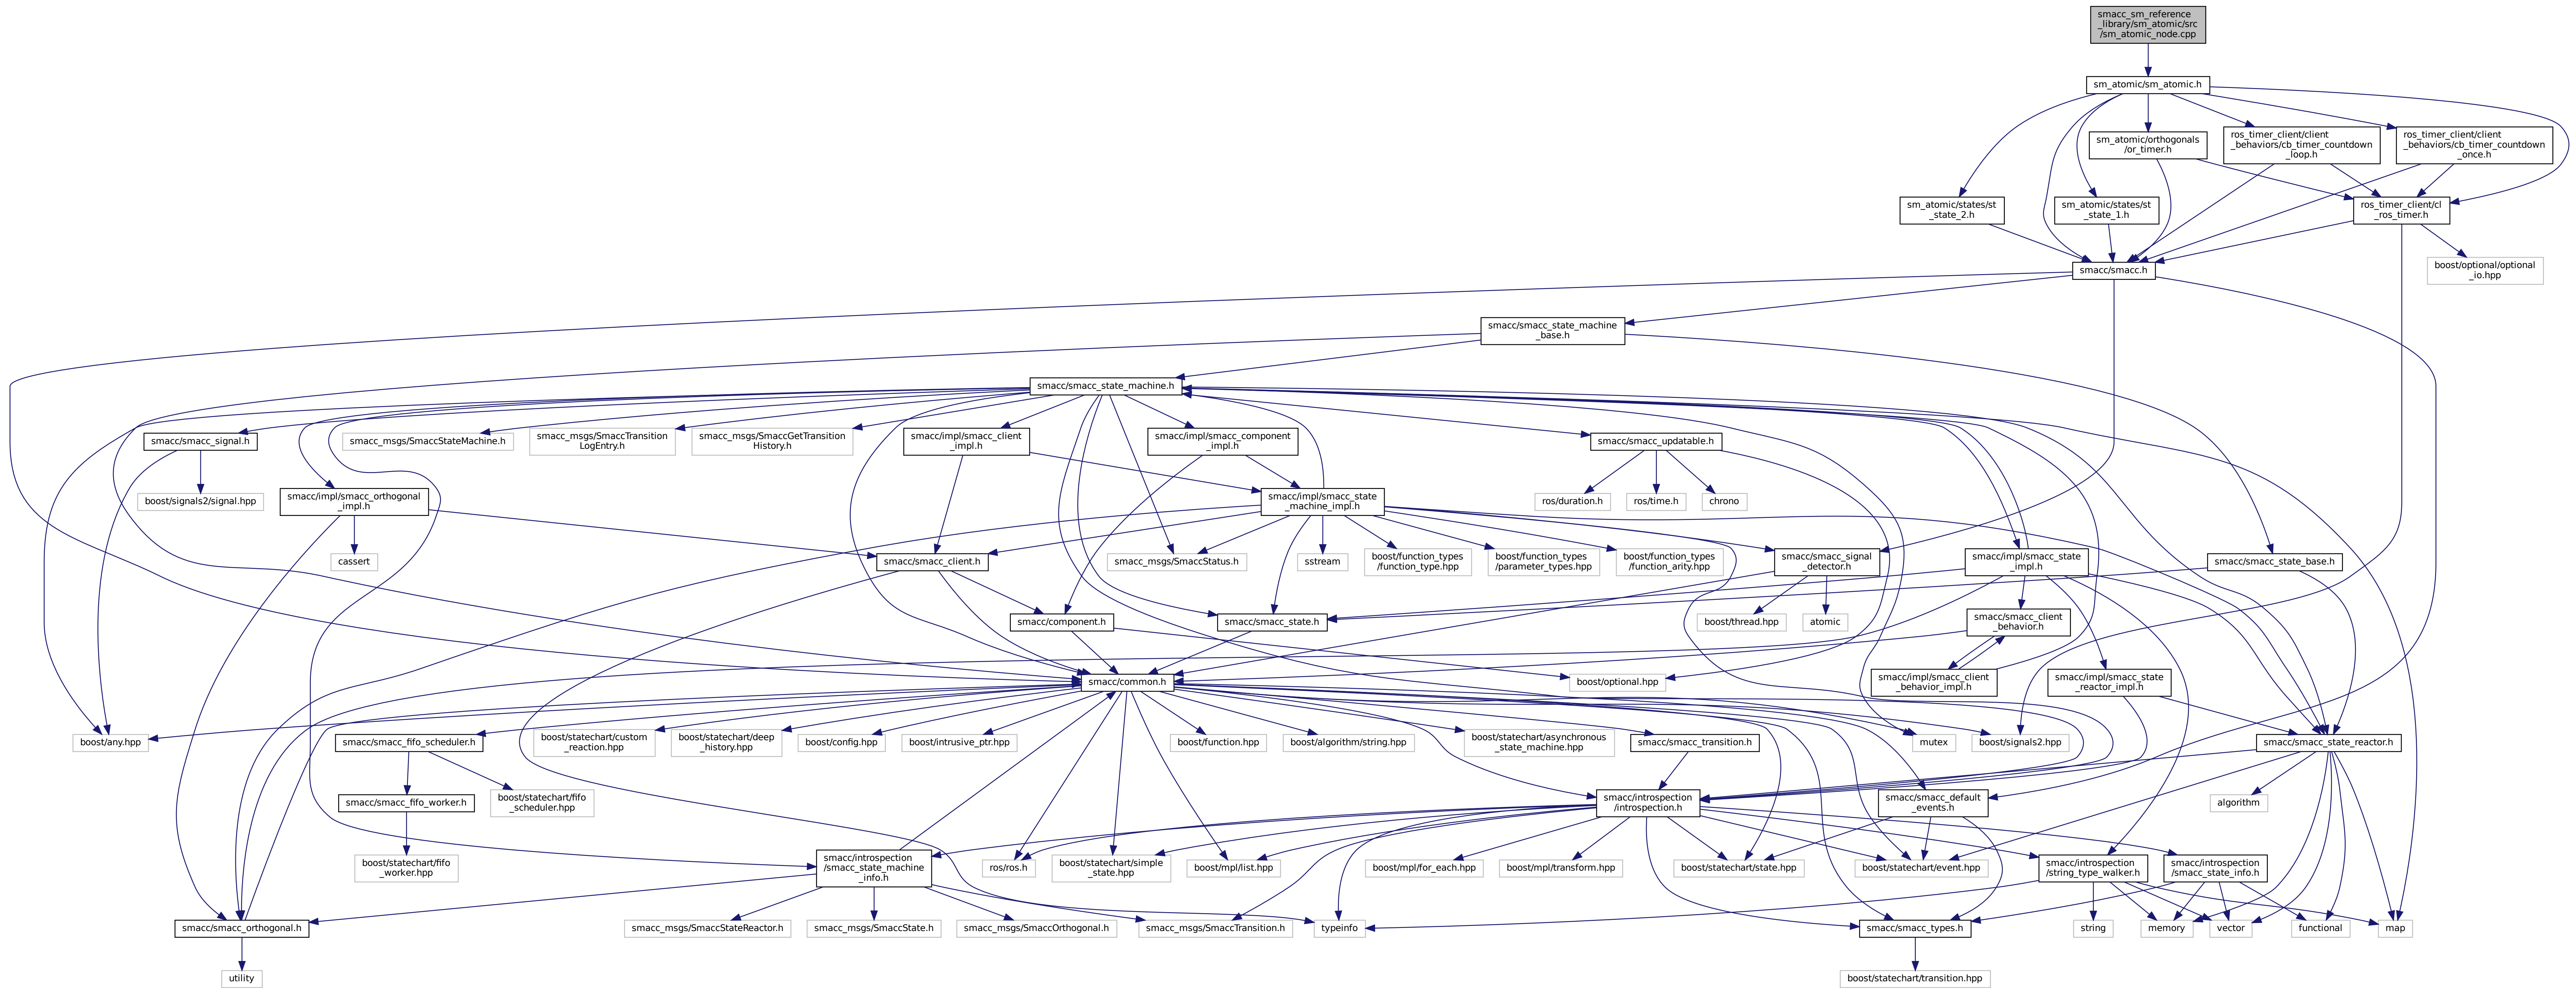 smacc_sm_reference
_library/sm_atomic/src
/sm_atomic_node.cpp
sm_atomic/sm_atomic.h
sm_atomic/orthogonals
/or_timer.h
ros_timer_client/client
_behaviors/cb_timer_countdown
_loop.h
ros_timer_client/client
_behaviors/cb_timer_countdown
_once.h
sm_atomic/states/st
_state_2.h
sm_atomic/states/st
_state_1.h
ros_timer_client/cl
_ros_timer.h
smacc/smacc.h
boost/optional/optional
_io.hpp
smacc/smacc_state_machine
_base.h
smacc/smacc_state_machine.h
smacc/smacc_signal.h
smacc_msgs/SmaccStateMachine.h
smacc_msgs/SmaccTransition
LogEntry.h
smacc_msgs/SmaccGetTransition
History.h
smacc/impl/smacc_client
_impl.h
smacc/impl/smacc_component
_impl.h
smacc/smacc_updatable.h
boost/signals2/signal.hpp
smacc/impl/smacc_orthogonal
_impl.h
smacc/impl/smacc_state
_machine_impl.h
ros/duration.h
ros/time.h
chrono
cassert
smacc/smacc_client.h
smacc_msgs/SmaccStatus.h
sstream
boost/function_types
/function_type.hpp
boost/function_types
/parameter_types.hpp
boost/function_types
/function_arity.hpp
smacc/smacc_signal
_detector.h
smacc/impl/smacc_state
_impl.h
smacc/smacc_state_base.h
smacc/component.h
smacc/smacc_state.h
boost/thread.hpp
atomic
smacc/smacc_client
_behavior.h
smacc/common.h
boost/optional.hpp
smacc/impl/smacc_client
_behavior_impl.h
smacc/impl/smacc_state
_reactor_impl.h
boost/any.hpp
smacc/smacc_fifo_scheduler.h
boost/statechart/custom
_reaction.hpp
boost/statechart/deep
_history.hpp
boost/config.hpp
boost/intrusive_ptr.hpp
boost/function.hpp
boost/algorithm/string.hpp
boost/statechart/asynchronous
_state_machine.hpp
smacc/smacc_transition.h
mutex
boost/signals2.hpp
smacc/smacc_state_reactor.h
smacc/smacc_fifo_worker.h
boost/statechart/fifo
_scheduler.hpp
smacc/introspection
/introspection.h
smacc/smacc_default
_events.h
algorithm
boost/statechart/fifo
_worker.hpp
smacc/introspection
/smacc_state_machine
_info.h
ros/ros.h
boost/statechart/simple
_state.hpp
boost/mpl/list.hpp
boost/mpl/for_each.hpp
boost/mpl/transform.hpp
boost/statechart/state.hpp
boost/statechart/event.hpp
smacc/introspection
/string_type_walker.h
smacc/introspection
/smacc_state_info.h
smacc/smacc_orthogonal.h
smacc_msgs/SmaccStateReactor.h
smacc_msgs/SmaccState.h
smacc_msgs/SmaccOrthogonal.h
smacc_msgs/SmaccTransition.h
typeinfo
smacc/smacc_types.h
string
memory
vector
functional
map
utility
boost/statechart/transition.hpp